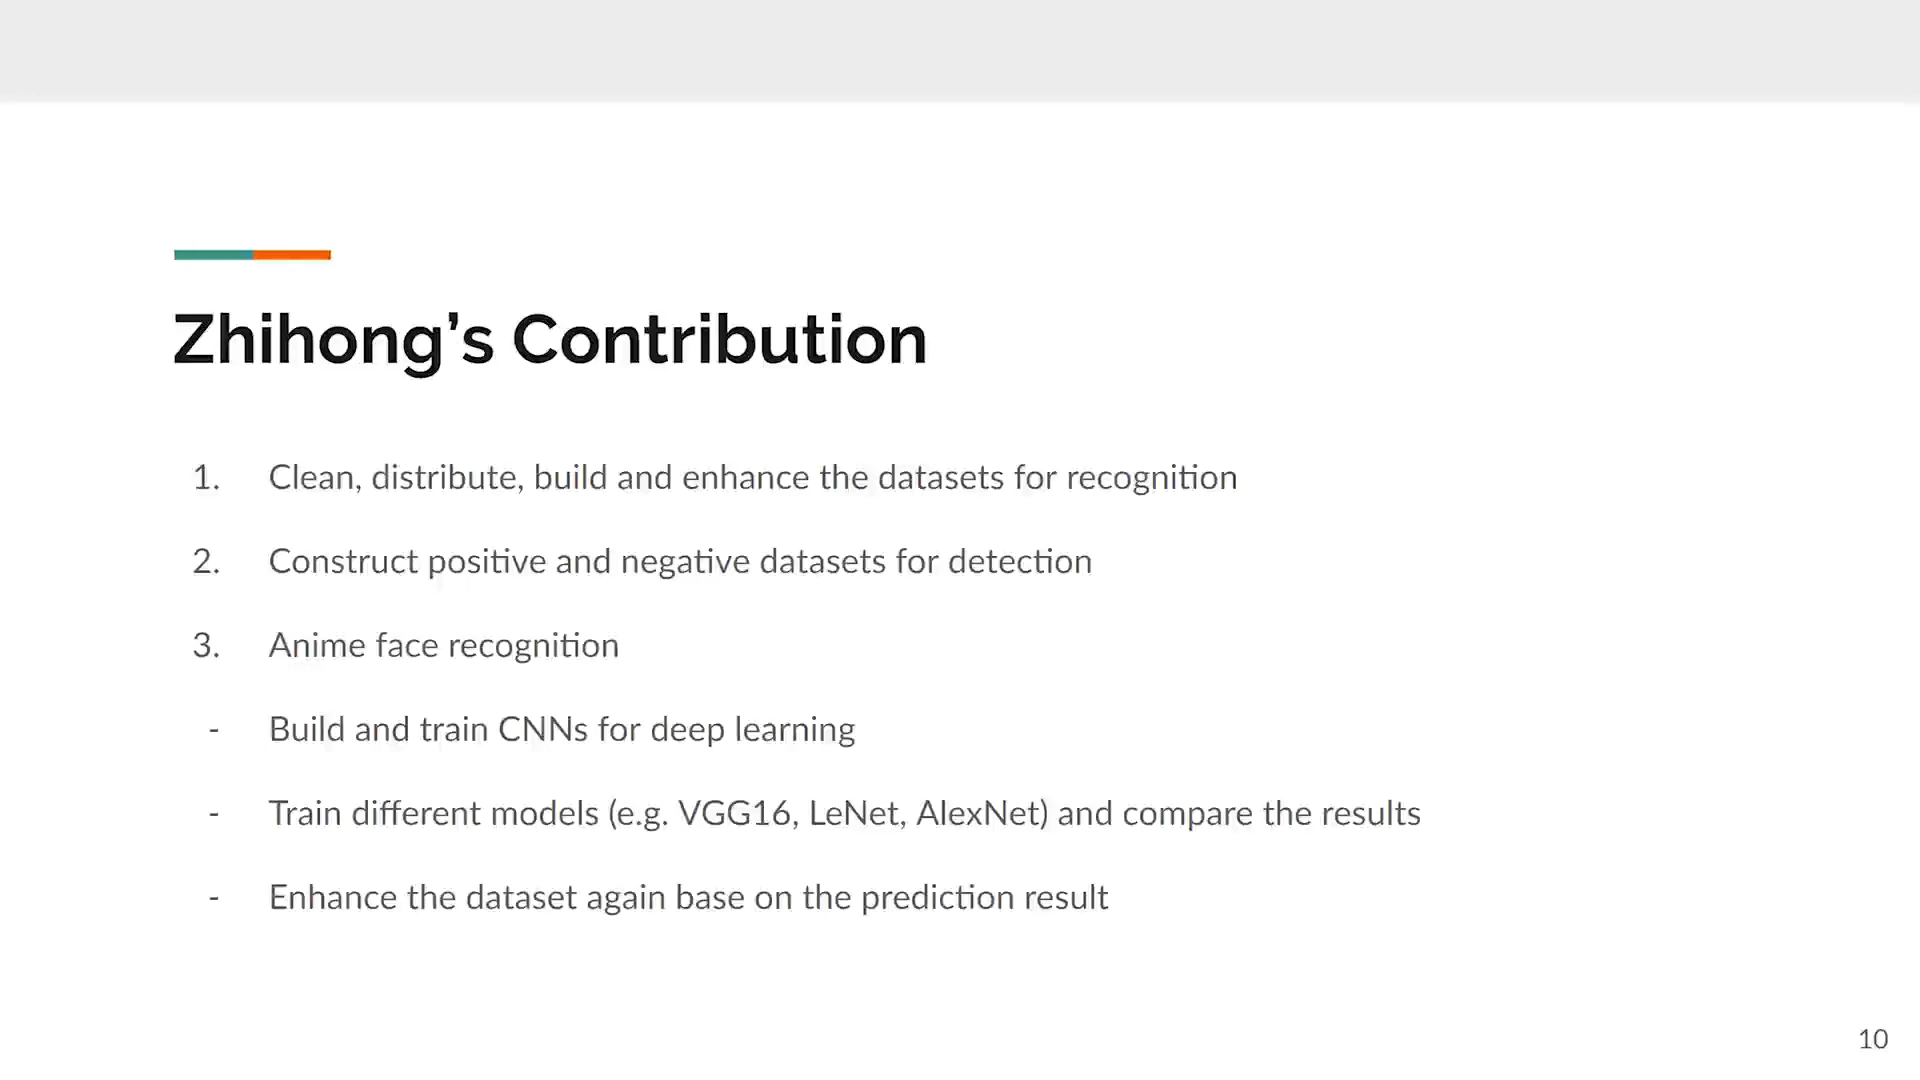 Zhihong’s Contribution
1. Clean, distribute, build and enhance the datasets for recognition
2. Construct positive and negative datasets for detection
3. Anime face recognition
- Build and train CNNs for deep learning
- Train different models (e.g. VGG16, LeNet, AlexNet) and compare the results
- Enhance the dataset again base on the prediction result
10